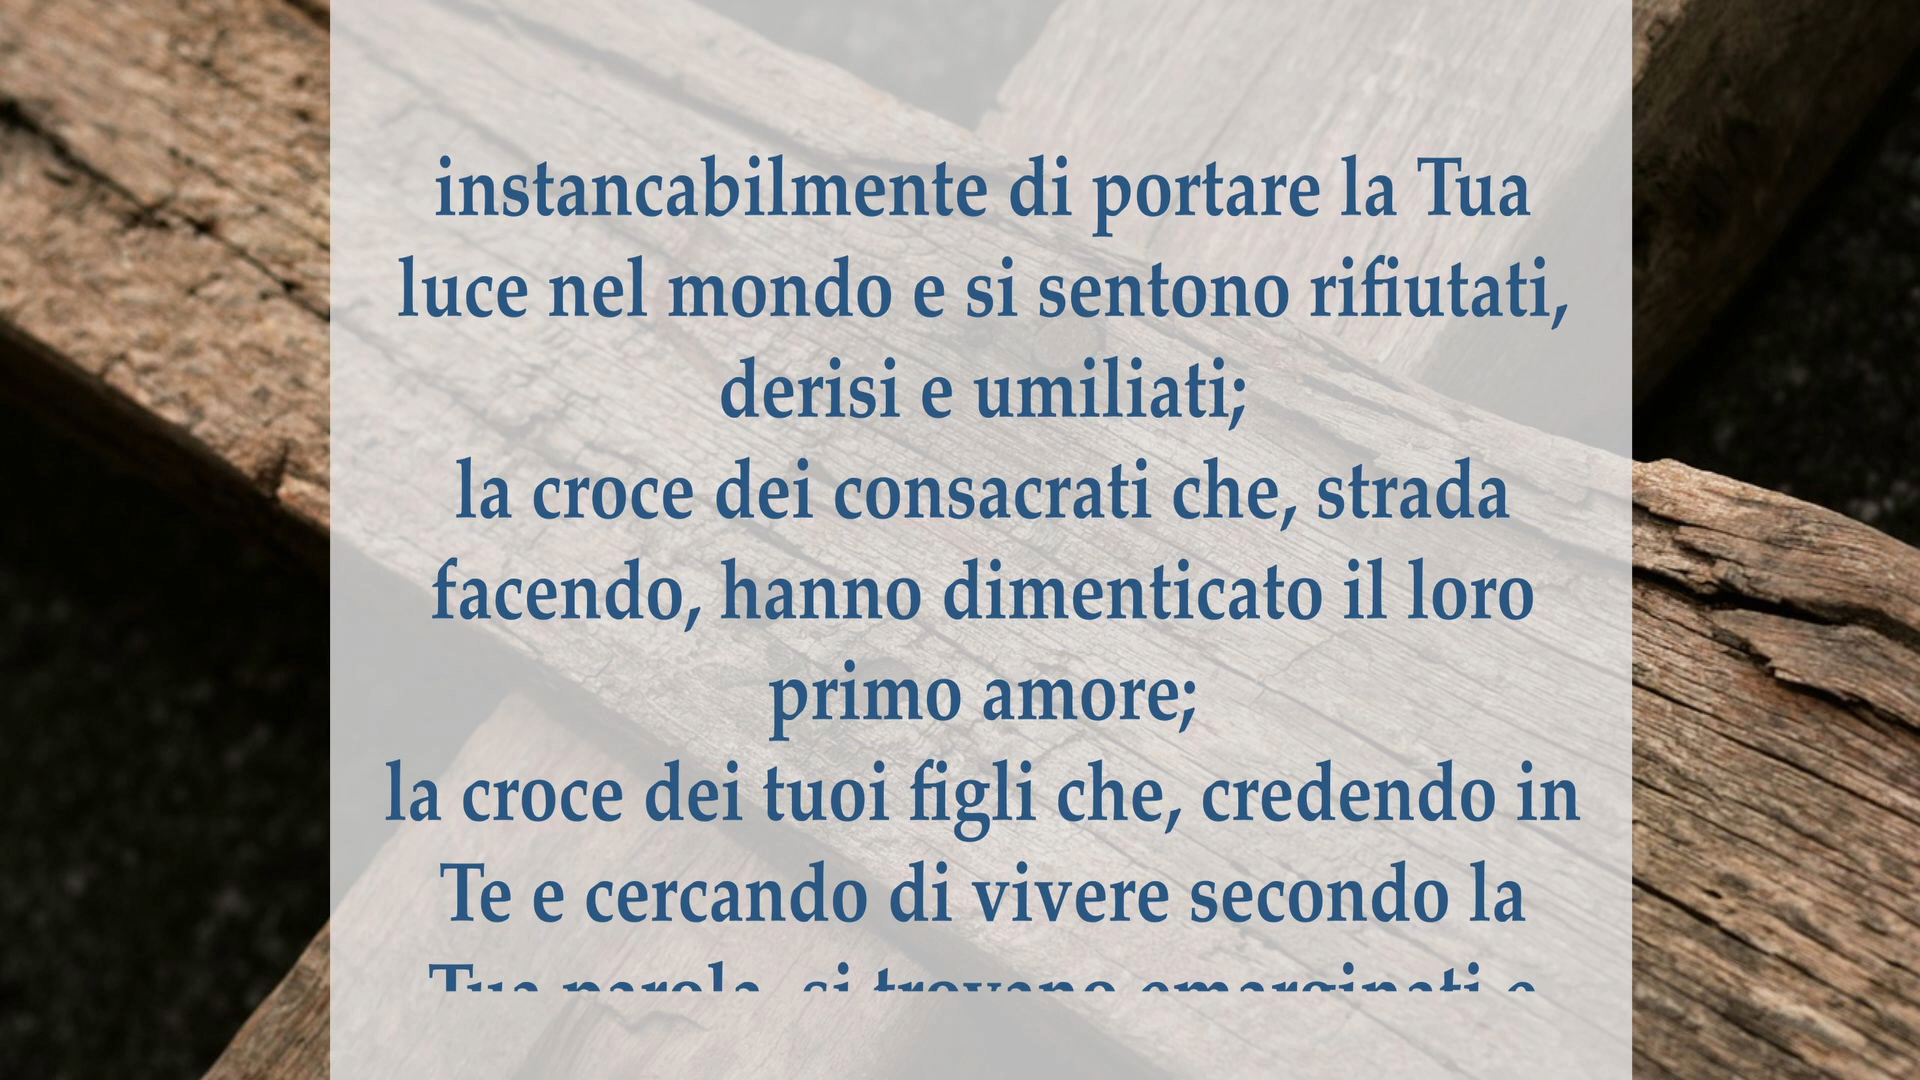 instancabilmente di portare la Tua
luce nel mondo e si sentono rifiutati,
derisi e umiliati;
la croce dei consacrati che, strada
facendo, hanno dimenticato il loro
primo amore;
la croce dei tuoi figli che, credendo in
Te e cercando di vivere secondo la
Tua parola, si trovano emarginati e